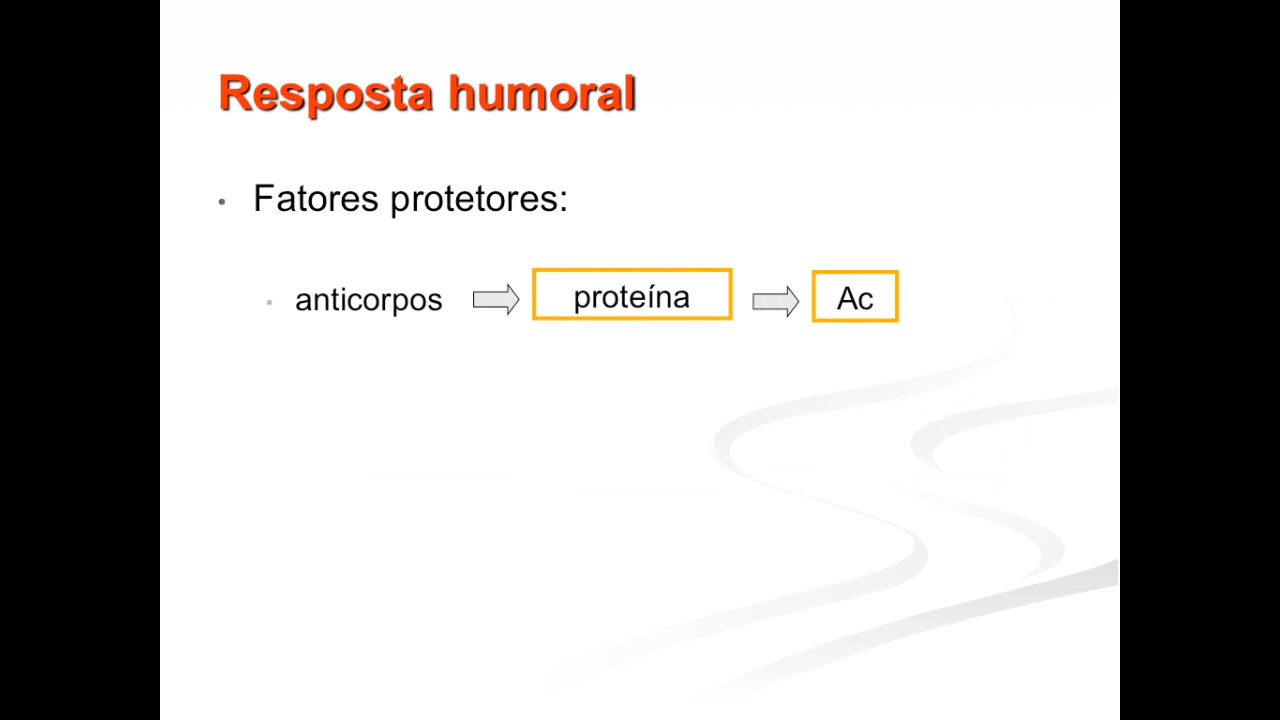 Resposta humoral
• Fatores protetores:
• anticorpos proteína Ac